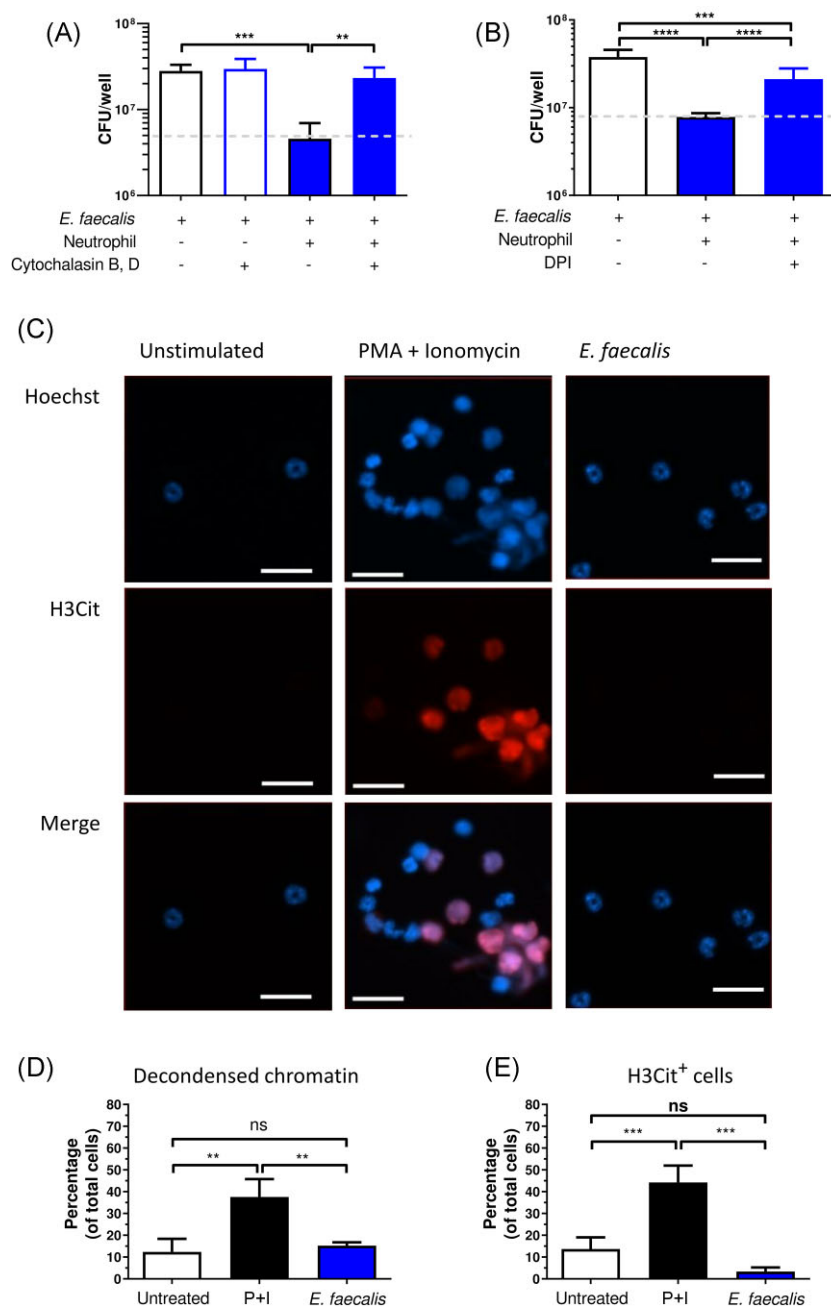 (A)
CFU/well
10⁸
10⁷
10⁶
*** **
E. faecalis + + + +
Neutrophil - - + +
Cytochalasin B, D - + - +
(B)
CFU/well
10⁸
10⁷
10⁶
***
**** ****
E. faecalis + + +
Neutrophil - + +
DPI - - +
(C)
Unstimulated PMA + Ionomycin E. faecalis
Hoechst
H3Cit
Merge
(D)
Decondensed chromatin
Percentage
(of total cells)
80
70
60
50
40
30
20
10
0
ns
** **
Untreated P+I E. faecalis
(E)
H3Cit⁺ cells
Percentage
(of total cells)
80
70
60
50
40
30
20
10
0
ns
*** ***
Untreated P+I E. faecalis